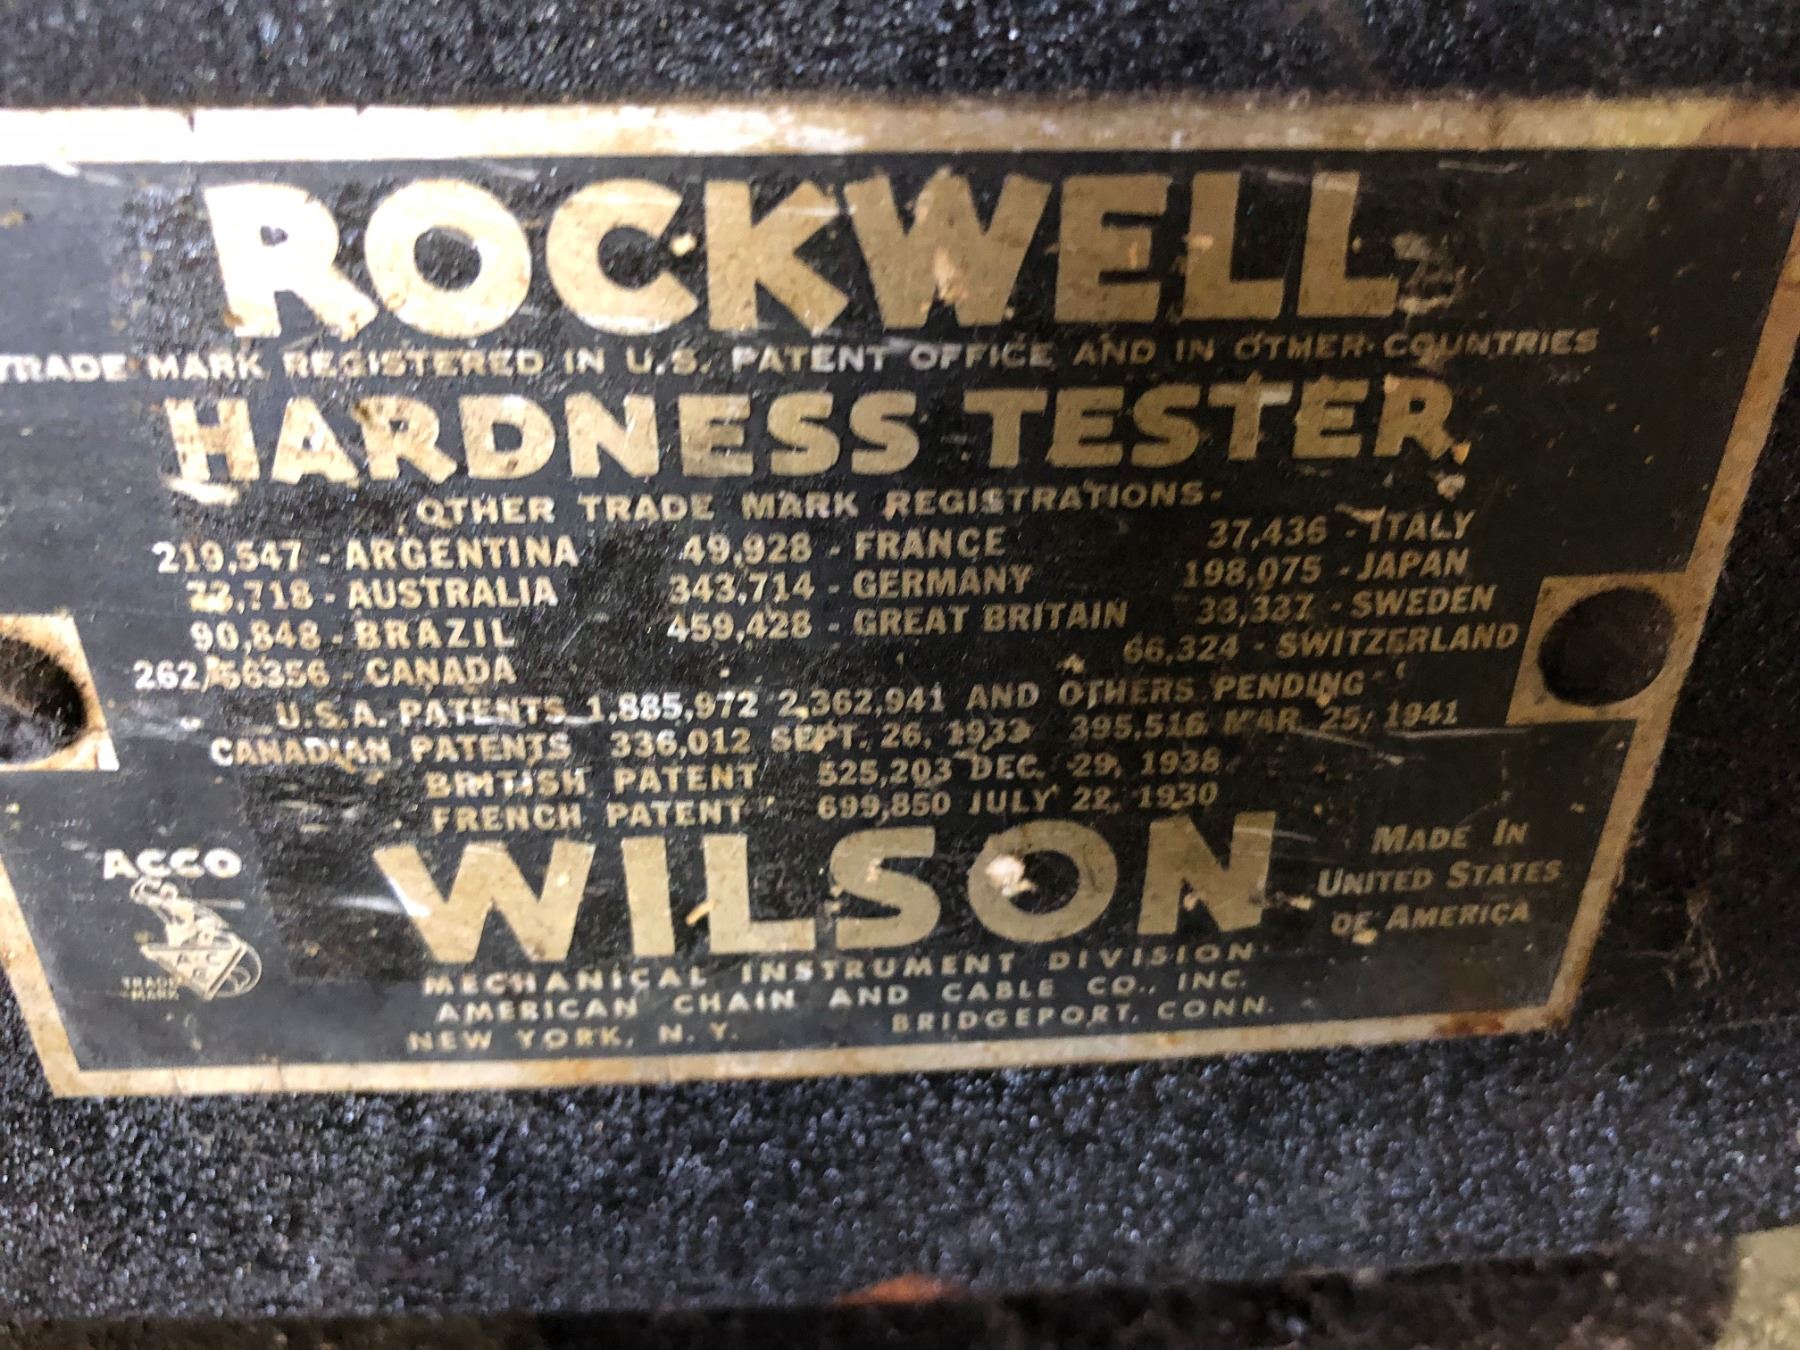 ROCKWELL
TRADE MARK REGISTERED IN U.S. PATENT OFFICE AND IN OTHER COUNTRIES
HARDNESS TESTER
OTHER TRADE MARK REGISTRATIONS
219,547 - ARGENTINA 49,928 - FRANCE 37,436 - ITALY
- AUSTRALIA 343,714 - GERMANY 198,075 - JAPAN
90,848 - BRAZIL 459,428 - GREAT BRITAIN 33,337 - SWEDEN
262/56356 - CANADA 66,324 - SWITZERLAND
U.S.A. PATENTS 1,885,972 2,362,941 AND OTHERS PENDING
CANADIAN PATENTS 336,012 SEPT. 26, 1933 395,516 MAR. 25, 1941
BRITISH PATENT 525,203 DEC. 29, 1938
FRENCH PATENT 699,850 JULY 22, 1930
ACCO
TRADE
MARK
WILSON
MADE IN
UNITED STATES
OF AMERICA
MECHANICAL INSTRUMENT DIVISION
AMERICAN CHAIN AND CABLE CO., INC.
NEW YORK, N. Y. BRIDGEPORT, CONN.